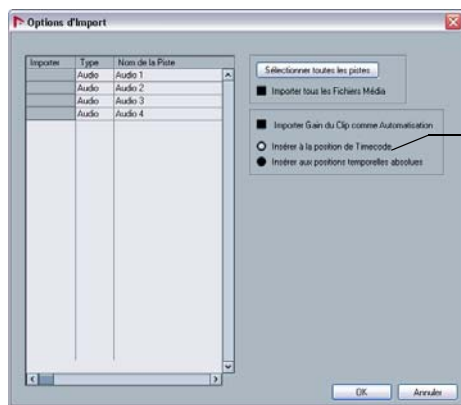 Options d'Import
Importer Type Nom de la Piste
Audio Audio 1
Audio Audio 2
Audio Audio 3
Audio Audio 4
Sélectionner toutes les pistes
Importer tous les Fichiers Média
Importer Gain du Clip comme Automatisation
Insérer à la position de Timecode
Insérer aux positions temporelles absolues
OK Annuler